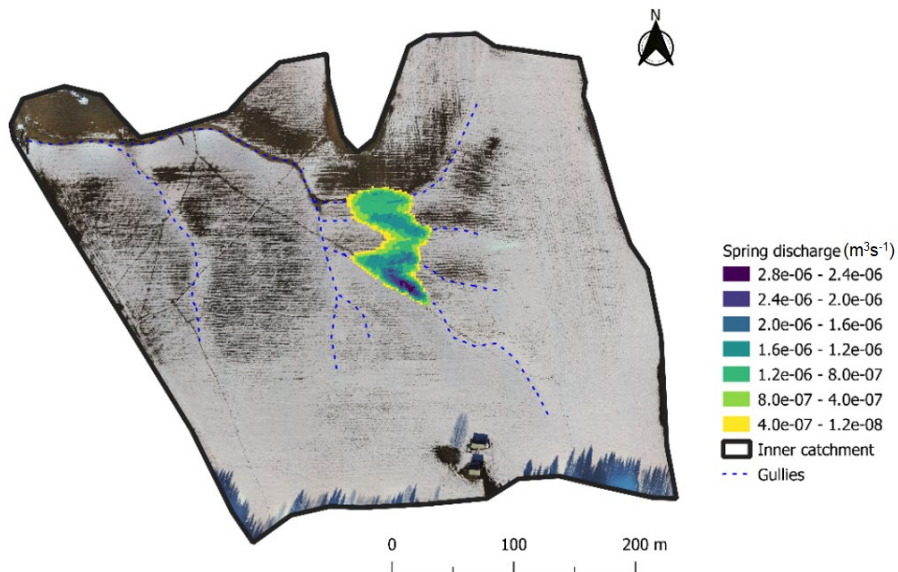 N
Spring discharge (m³s⁻¹)
2.8e-06 - 2.4e-06
2.4e-06 - 2.0e-06
2.0e-06 - 1.6e-06
1.6e-06 - 1.2e-06
1.2e-06 - 8.0e-07
8.0e-07 - 4.0e-07
4.0e-07 - 1.2e-08
Inner catchment
Gullies
0 100 200 m